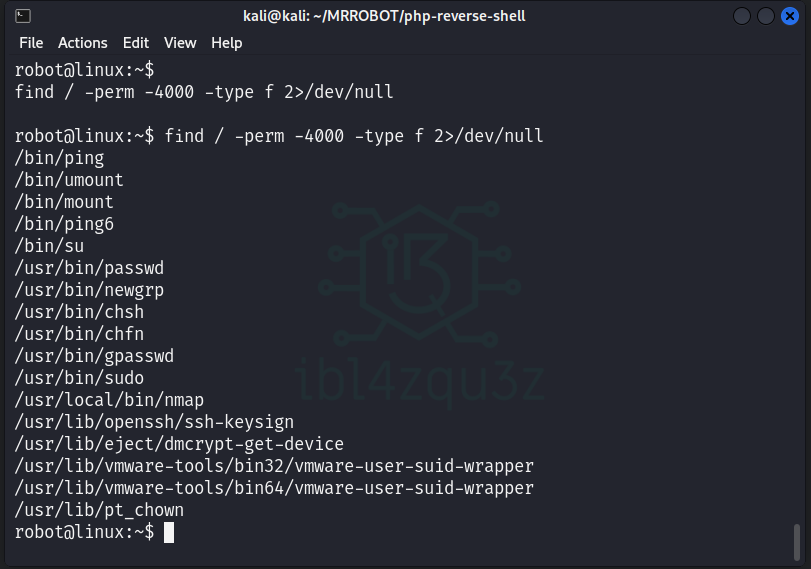 kali@kali: ~/MRROBOT/php-reverse-shell
File Actions Edit View Help
robot@linux:~$
find / -perm -4000 -type f 2>/dev/null
robot@linux:~$ find / -perm -4000 -type f 2>/dev/null
/bin/ping
/bin/umount
/bin/mount
/bin/ping6
/bin/su
/usr/bin/passwd
/usr/bin/newgrp
/usr/bin/chsh
/usr/bin/chfn
/usr/bin/gpasswd
/usr/bin/sudo
/usr/local/bin/nmap
/usr/lib/openssh/ssh-keysign
/usr/lib/eject/dmcrypt-get-device
/usr/lib/vmware-tools/bin32/vmware-user-suid-wrapper
/usr/lib/vmware-tools/bin64/vmware-user-suid-wrapper
/usr/lib/pt_chown
robot@linux:~$
ibl4zqu3z